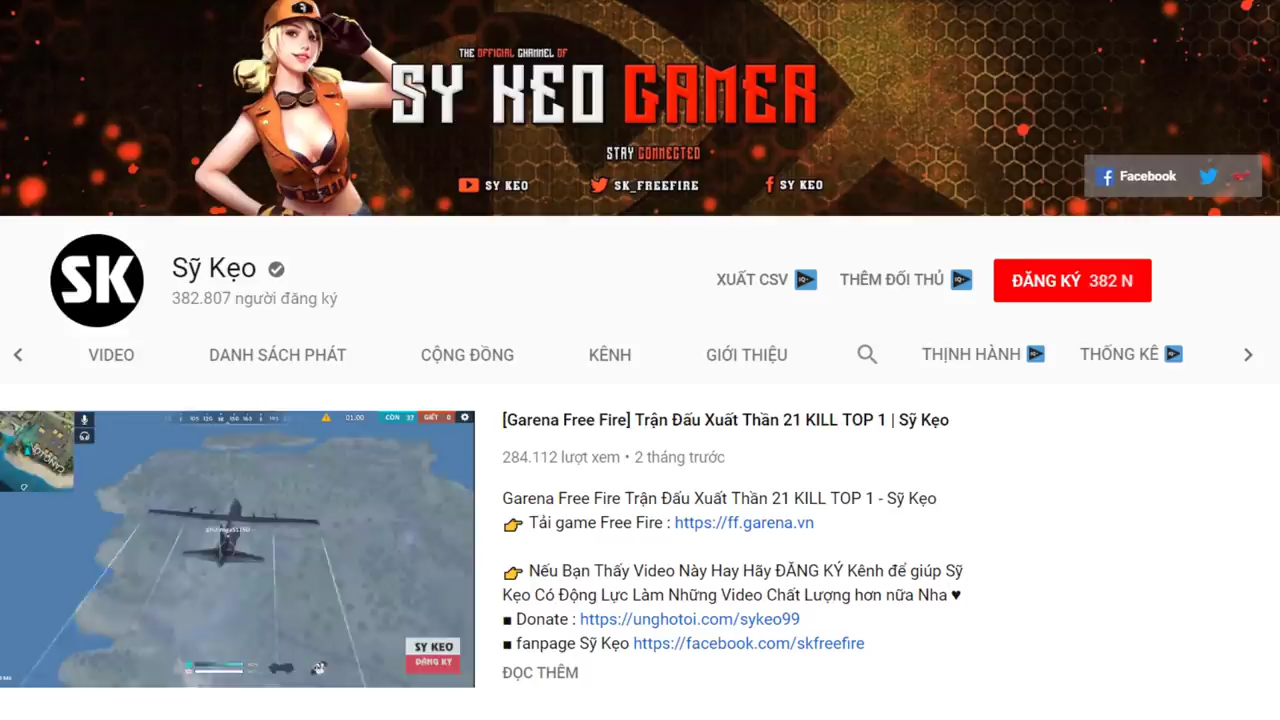 THE OFFICIAL CHANNEL OF
SY KEO GAMER
STAY CONNECTED
SY KEO
SK_FREEFIRE
SY KEO
Facebook
SK
Sỹ Kẹo
382.807 người đăng ký
XUẤT CSV
THÊM ĐỐI THỦ
ĐĂNG KÝ 382 N
VIDEO
DANH SÁCH PHÁT
CỘNG ĐỒNG
KÊNH
GIỚI THIỆU
THỊNH HÀNH
THỐNG KÊ
01:00
CÒN 37
GIẾT 0
SY KEO
ĐĂNG KÝ
[Garena Free Fire] Trận Đấu Xuất Thần 21 KILL TOP 1 | Sỹ Kẹo
284.112 lượt xem • 2 tháng trước
Garena Free Fire Trận Đấu Xuất Thần 21 KILL TOP 1 - Sỹ Kẹo
👉 Tải game Free Fire : https://ff.garena.vn
👉 Nếu Bạn Thấy Video Này Hay Hãy ĐĂNG KÝ Kênh để giúp Sỹ
Kẹo Có Động Lực Làm Những Video Chất Lượng hơn nữa Nha ♥
■ Donate : https://unghotoi.com/sykeo99
■ fanpage Sỹ Kẹo https://facebook.com/skfreefire
ĐỌC THÊM